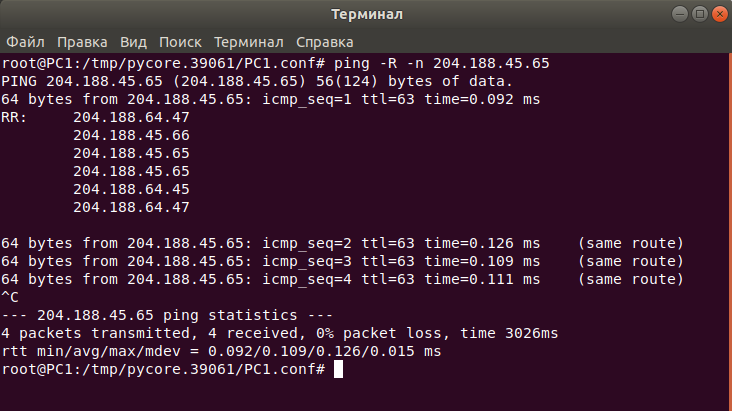 Терминал
Файл Правка Вид Поиск Терминал Справка
root@PC1:/tmp/pycore.39061/PC1.conf# ping -R -n 204.188.45.65
PING 204.188.45.65 (204.188.45.65) 56(124) bytes of data.
64 bytes from 204.188.45.65: icmp_seq=1 ttl=63 time=0.092 ms
RR:     204.188.64.47
        204.188.45.66
        204.188.45.65
        204.188.45.65
        204.188.64.45
        204.188.64.47

64 bytes from 204.188.45.65: icmp_seq=2 ttl=63 time=0.126 ms    (same route)
64 bytes from 204.188.45.65: icmp_seq=3 ttl=63 time=0.109 ms    (same route)
64 bytes from 204.188.45.65: icmp_seq=4 ttl=63 time=0.111 ms    (same route)
^C
--- 204.188.45.65 ping statistics ---
4 packets transmitted, 4 received, 0% packet loss, time 3026ms
rtt min/avg/max/mdev = 0.092/0.109/0.126/0.015 ms
root@PC1:/tmp/pycore.39061/PC1.conf#